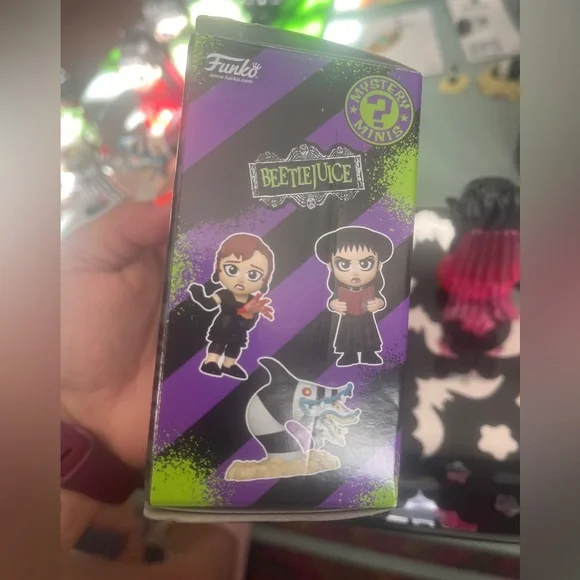 Funko
www.funko.com
MYSTERY
?
MINIS
BEETLEJUICE